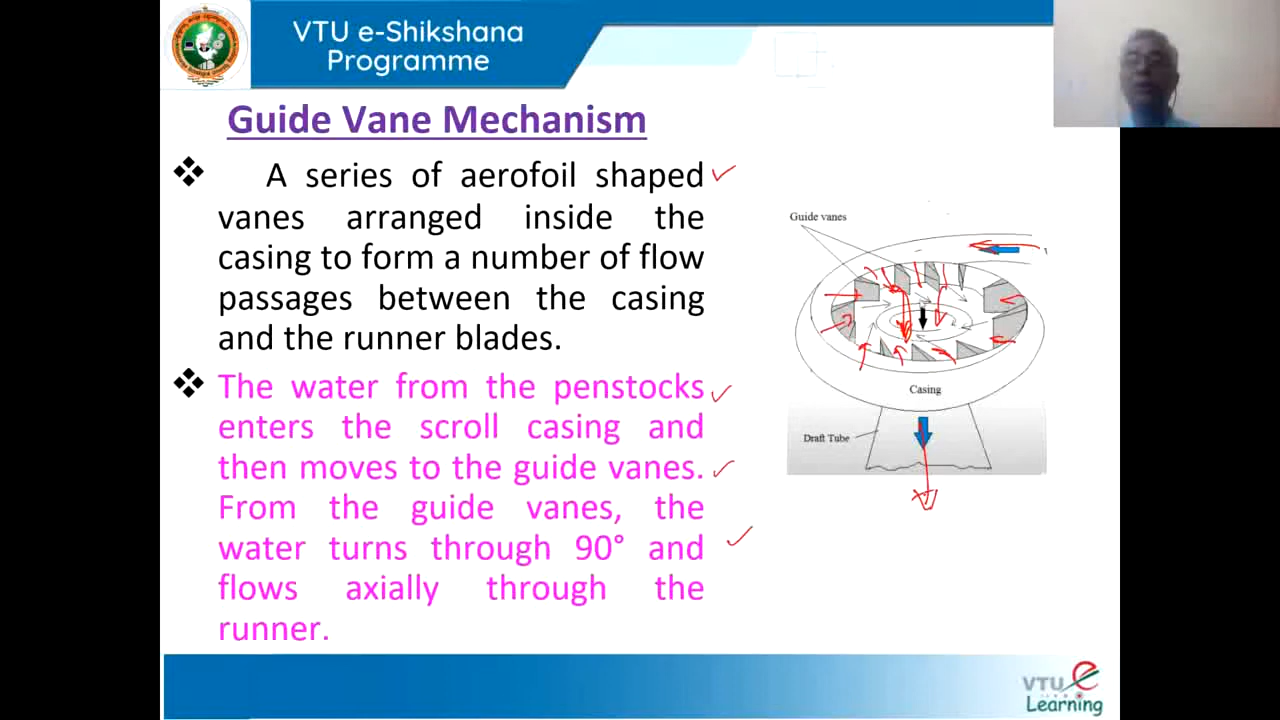 VTU e-Shikshana
Programme
Guide Vane Mechanism
❖ A series of aerofoil shaped
vanes arranged inside the
casing to form a number of flow
passages between the casing
and the runner blades.
❖ The water from the penstocks
enters the scroll casing and
then moves to the guide vanes.
From the guide vanes, the
water turns through 90° and
flows axially through the
runner.
Guide vanes
Casing
Draft Tube
VTU e
Learning